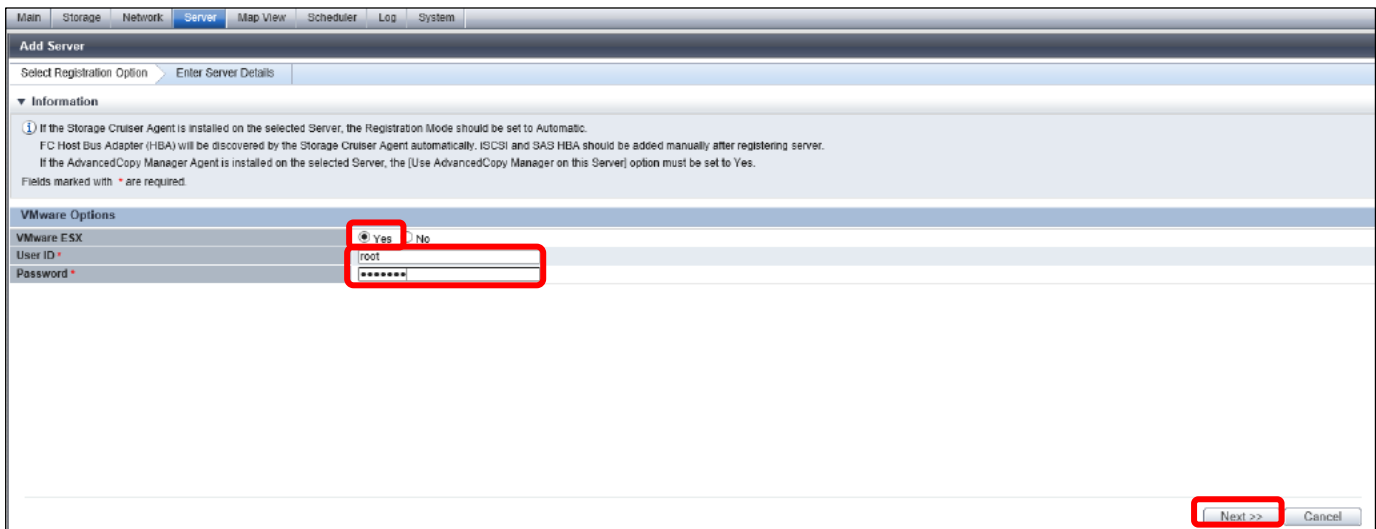 Main Storage Network Server Map View Scheduler Log System
Add Server
Select Registration Option Enter Server Details
▼ Information
If the Storage Cruiser Agent is installed on the selected Server, the Registration Mode should be set to Automatic.
FC Host Bus Adapter (HBA) will be discovered by the Storage Cruiser Agent automatically. iSCSI and SAS HBA should be added manually after registering server.
If the AdvancedCopy Manager Agent is installed on the selected Server, the [Use AdvancedCopy Manager on this Server] option must be set to Yes.
Fields marked with * are required.
VMware Options
VMware ESX Yes No
User ID * root
Password * •••••••
Next >> Cancel